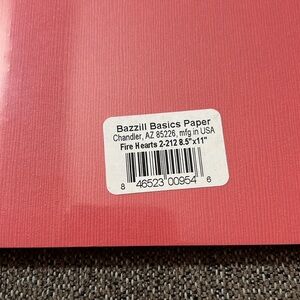 Bazzill Basics Paper
Chandler, AZ 85226, mfg in USA
Fire Hearts 2-212 8.5"x11"
8 46523 00954 6